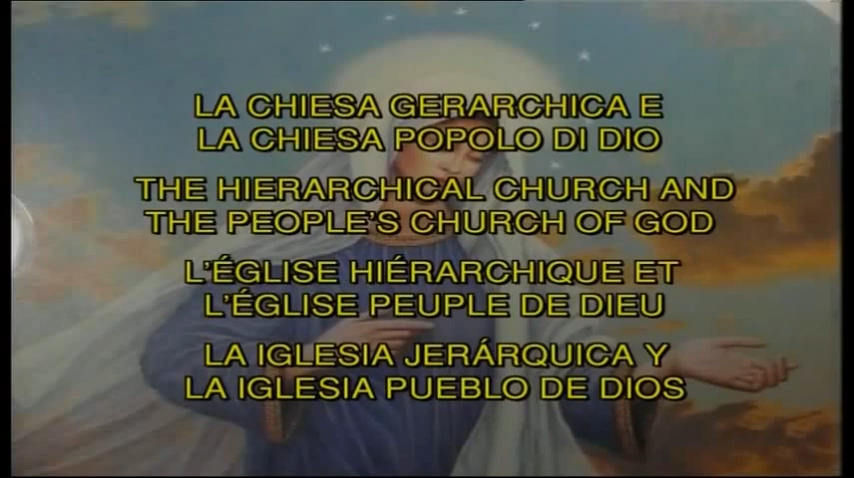 LA CHIESA GERARCHICA E
LA CHIESA POPOLO DI DIO
THE HIERARCHICAL CHURCH AND
THE PEOPLE'S CHURCH OF GOD
L'ÉGLISE HIÉRARCHIQUE ET
L'ÉGLISE PEUPLE DE DIEU
LA IGLESIA JERÁRQUICA Y
LA IGLESIA PUEBLO DE DIOS